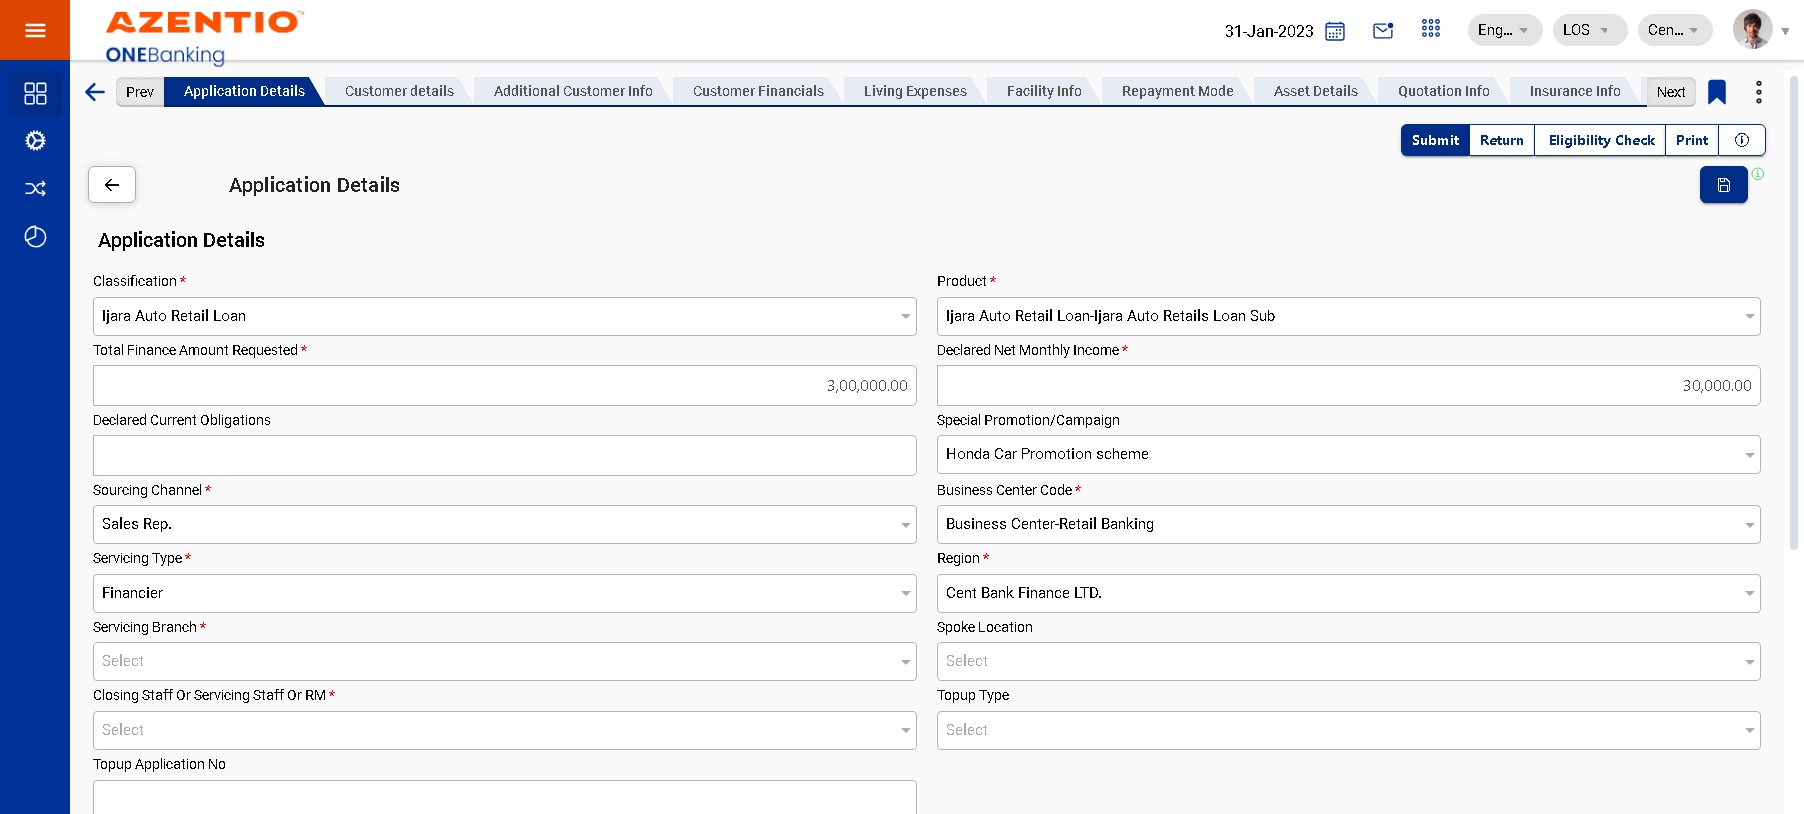 AZENTIO™
ONEBanking
31-Jan-2023
Eng...
LOS
Cen...
Prev
Application Details
Customer details
Additional Customer Info
Customer Financials
Living Expenses
Facility Info
Repayment Mode
Asset Details
Quotation Info
Insurance Info
Next
Submit
Return
Eligibility Check
Print
Application Details
Application Details
Classification *
Product *
Ijara Auto Retail Loan
Ijara Auto Retail Loan-Ijara Auto Retails Loan Sub
Total Finance Amount Requested *
Declared Net Monthly Income *
3,00,000.00
30,000.00
Declared Current Obligations
Special Promotion/Campaign
Honda Car Promotion scheme
Sourcing Channel *
Business Center Code *
Sales Rep.
Business Center-Retail Banking
Servicing Type *
Region *
Financier
Cent Bank Finance LTD.
Servicing Branch *
Spoke Location
Select
Select
Closing Staff Or Servicing Staff Or RM *
Topup Type
Select
Select
Topup Application No